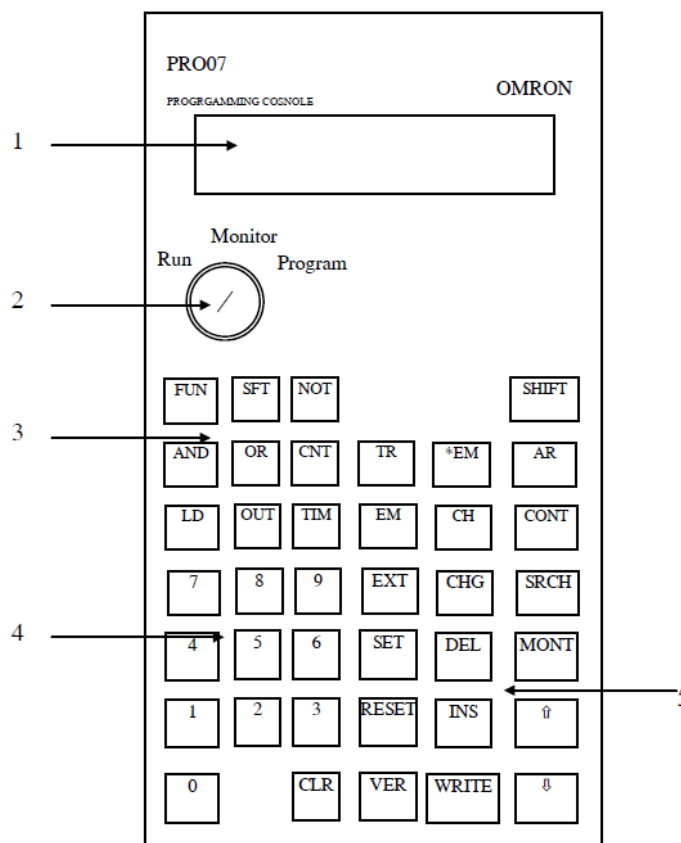 PRO07
OMRON
PROGRGAMMING COSNOLE
1
Monitor
Run
Program
2
FUN SFT NOT SHIFT
3
AND OR CNT TR *EM AR
LD OUT TIM EM CH CONT
7 8 9 EXT CHG SRCH
4
4 5 6 SET DEL MONT
1 2 3 RESET INS ⇧
0 CLR VER WRITE ⇩